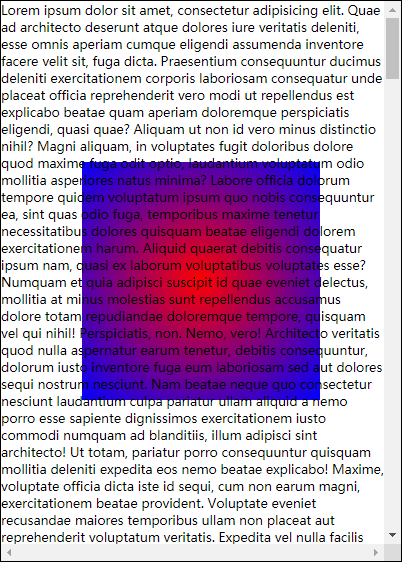 Lorem ipsum dolor sit amet, consectetur adipisicing elit. Quae
ad architecto deserunt atque dolores iure veritatis deleniti,
esse omnis aperiam cumque eligendi assumenda inventore
facere velit sit, fuga dicta. Praesentium consequuntur ducimus
deleniti exercitationem corporis laboriosam consequatur unde
placeat officia reprehenderit vero modi ut repellendus est
explicabo beatae quam aperiam doloremque perspiciatis
eligendi, quasi quae? Aliquam ut non id vero minus distinctio
nihil? Magni aliquam, in voluptates fugit doloribus dolore
quod maxime fuga adit optio, laudantium voluptatum odio
mollitia asperiores natus minima? Labore officia dolorum
tempore quidem voluptatum ipsum quo nobis consequuntur
ea, sint quas odio fuga, temporibus maxime tenetur
necessitatibus dolores quisquam beatae eligendi dolorem
exercitationem harum. Aliquid quaerat debitis consequatur
ipsum nam, quasi ex laborum voluptatibus voluptates esse?
Numquam et quia adipisci suscipit id quae eveniet delectus,
mollitia at minus molestias sunt repellendus accusamus
dolore totam repudiandae doloremque tempore, quisquam
vel qui nihil! Perspiciatis, non. Nemo, vero! Architecto veritatis
quod nulla aspernatur earum tenetur, debitis consequuntur,
dolorum iusto inventore fuga eum laboriosam sed aut dolores
sequi nostrum nesciunt. Nam beatae neque quo consectetur
nesciunt laudantium culpa pariatur ullam aliquid a nemo
porro esse sapiente dignissimos exercitationem iusto
commodi numquam ad blanditiis, illum adipisci sint
architecto! Ut totam, pariatur porro consequuntur quisquam
mollitia deleniti expedita eos nemo beatae explicabo! Maxime,
voluptate officia dicta iste id sequi, cum non earum magni,
exercitationem beatae provident. Voluptate eveniet
recusandae maiores temporibus ullam non placeat aut
reprehenderit voluptatum veritatis. Expedita vel nulla facilis